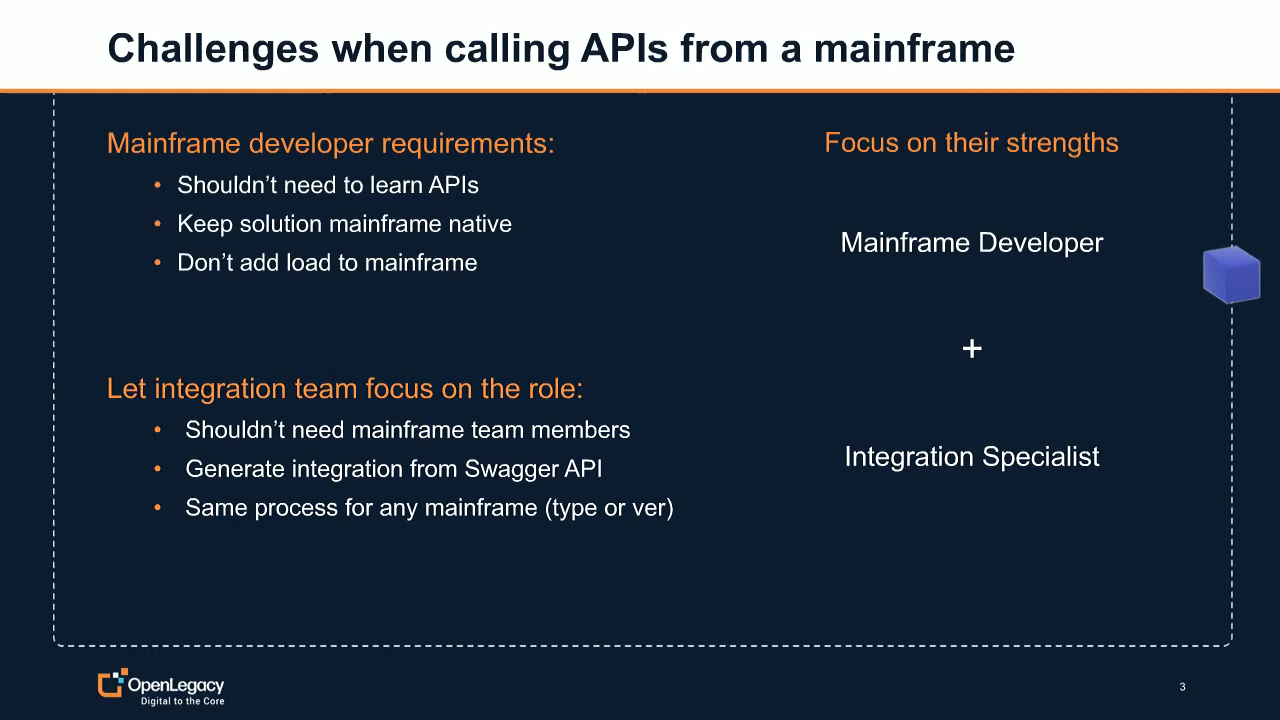 Challenges when calling APIs from a mainframe
Mainframe developer requirements:
• Shouldn’t need to learn APIs
• Keep solution mainframe native
• Don’t add load to mainframe
Let integration team focus on the role:
• Shouldn’t need mainframe team members
• Generate integration from Swagger API
• Same process for any mainframe (type or ver)
Focus on their strengths
Mainframe Developer
+
Integration Specialist
OpenLegacy
Digital to the Core
3